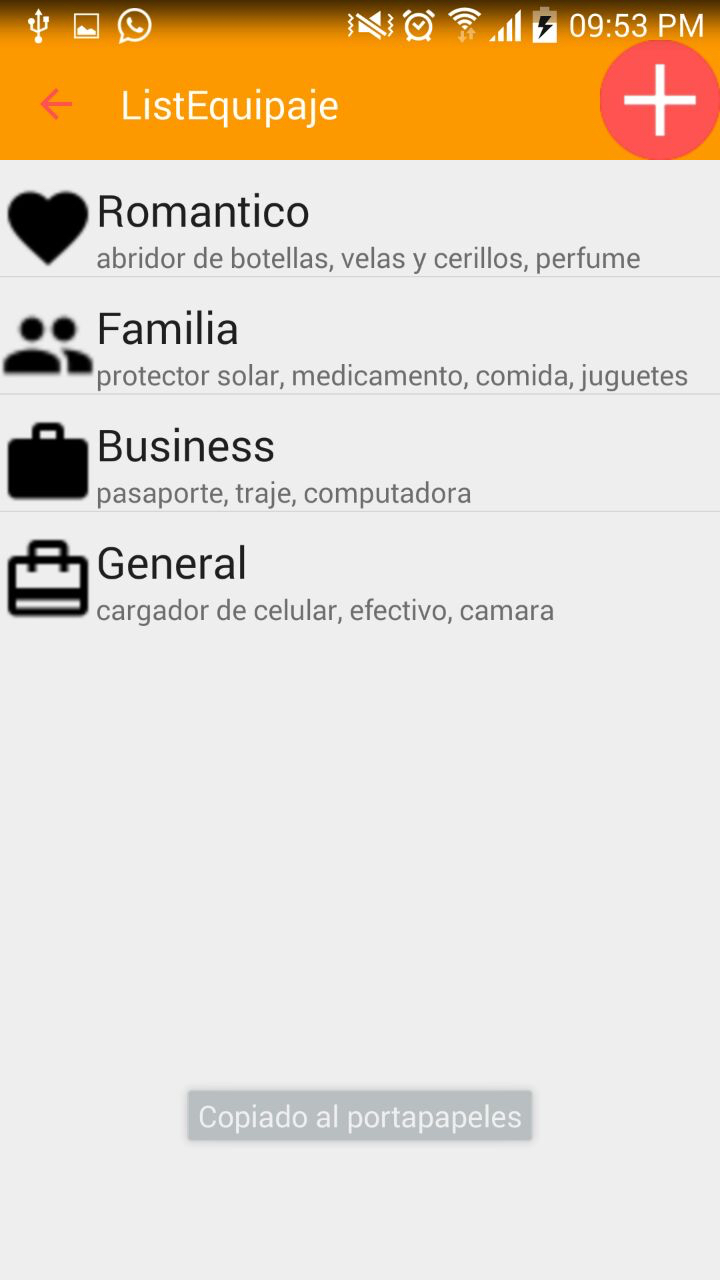 09:53 PM
ListEquipaje
Romantico
abridor de botellas, velas y cerillos, perfume
Familia
protector solar, medicamento, comida, juguetes
Business
pasaporte, traje, computadora
General
cargador de celular, efectivo, camara
Copiado al portapapeles